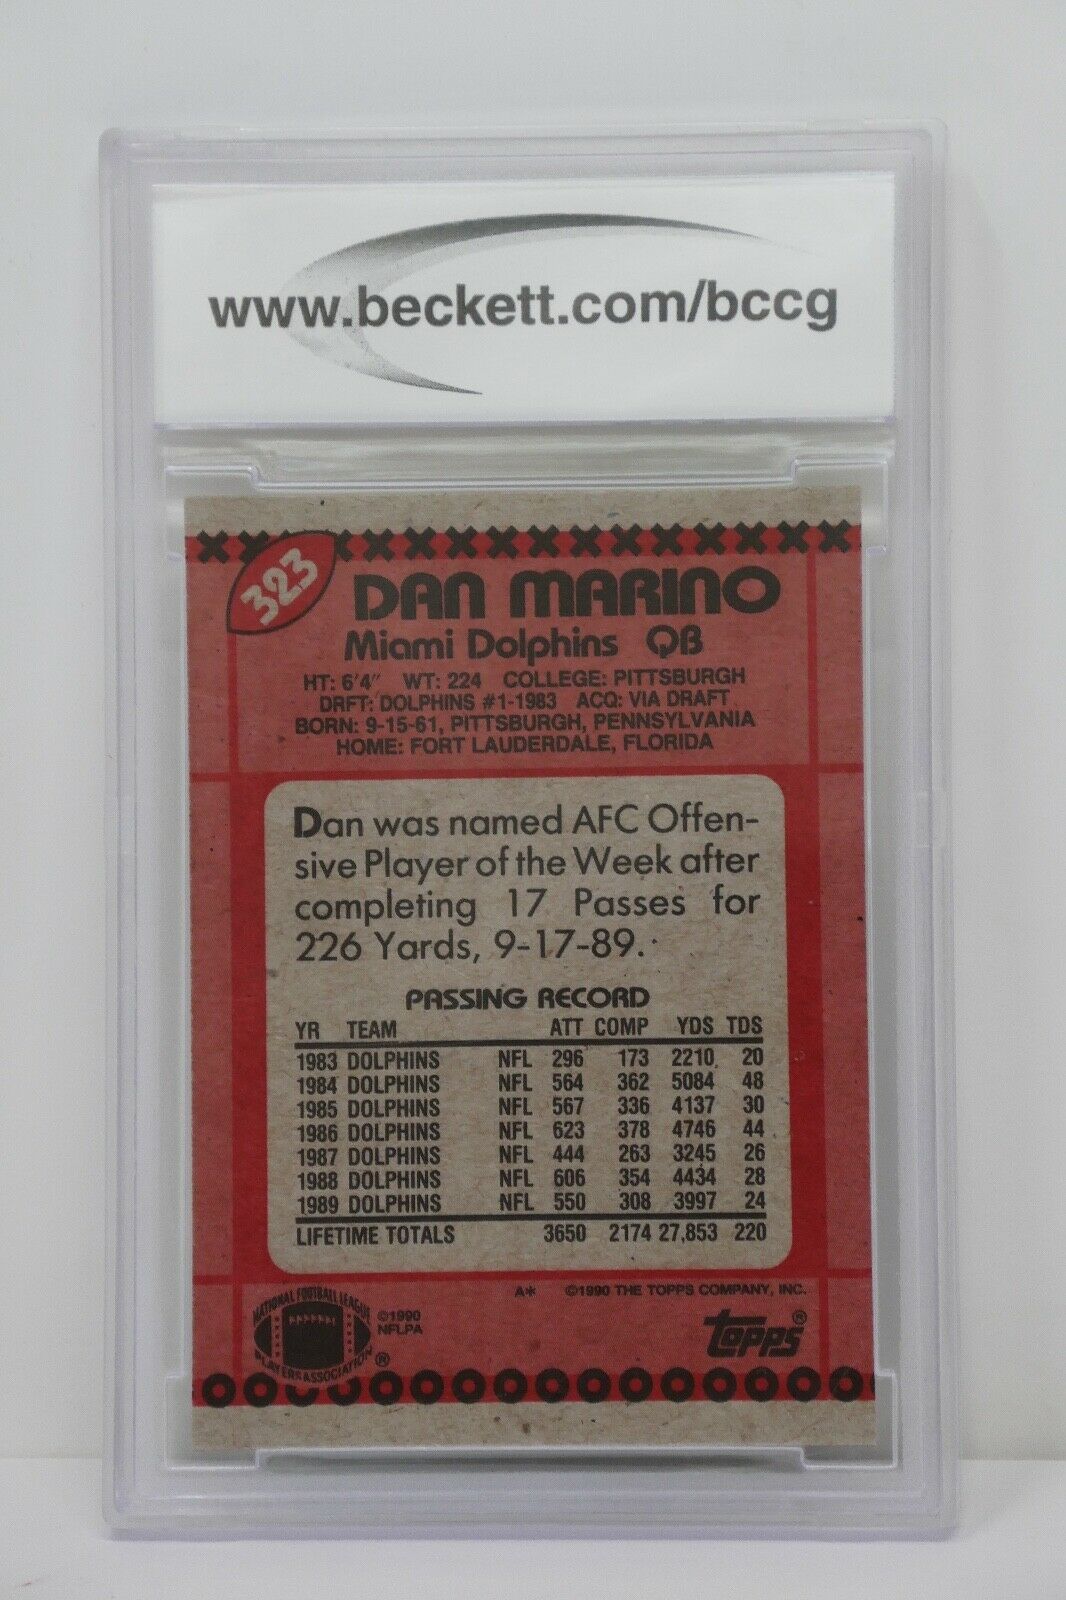 www.beckett.com/bccg
323
DAN MARINO
Miami Dolphins QB
HT: 6'4" WT: 224 COLLEGE: PITTSBURGH
DRFT: DOLPHINS #1-1983 ACQ: VIA DRAFT
BORN: 9-15-61, PITTSBURGH, PENNSYLVANIA
HOME: FORT LAUDERDALE, FLORIDA
Dan was named AFC Offen-
sive Player of the Week after
completing 17 Passes for
226 Yards, 9-17-89.
PASSING RECORD
YR TEAM ATT COMP YDS TDS
1983 DOLPHINS NFL 296 173 2210 20
1984 DOLPHINS NFL 564 362 5084 48
1985 DOLPHINS NFL 567 336 4137 30
1986 DOLPHINS NFL 623 378 4746 44
1987 DOLPHINS NFL 444 263 3245 26
1988 DOLPHINS NFL 606 354 4434 28
1989 DOLPHINS NFL 550 308 3997 24
LIFETIME TOTALS 3650 2174 27,853 220
A* ©1990 THE TOPPS COMPANY, INC.
NATIONAL FOOTBALL LEAGUE
PLAYERS ASSOCIATION ®
©1990
NFLPA
Topps®